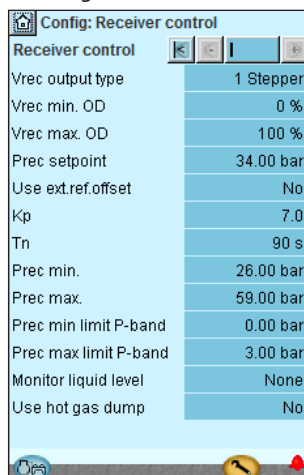 Config: Receiver control
Receiver control
Vrec output type 1 Stepper
Vrec min. OD 0 %
Vrec max. OD 100 %
Prec setpoint 34.00 bar
Use ext.ref.offset No
Kp 7.0
Tn 90 s
Prec min. 26.00 bar
Prec max. 59.00 bar
Prec min limit P-band 0.00 bar
Prec max limit P-band 3.00 bar
Monitor liquid level None
Use hot gas dump No